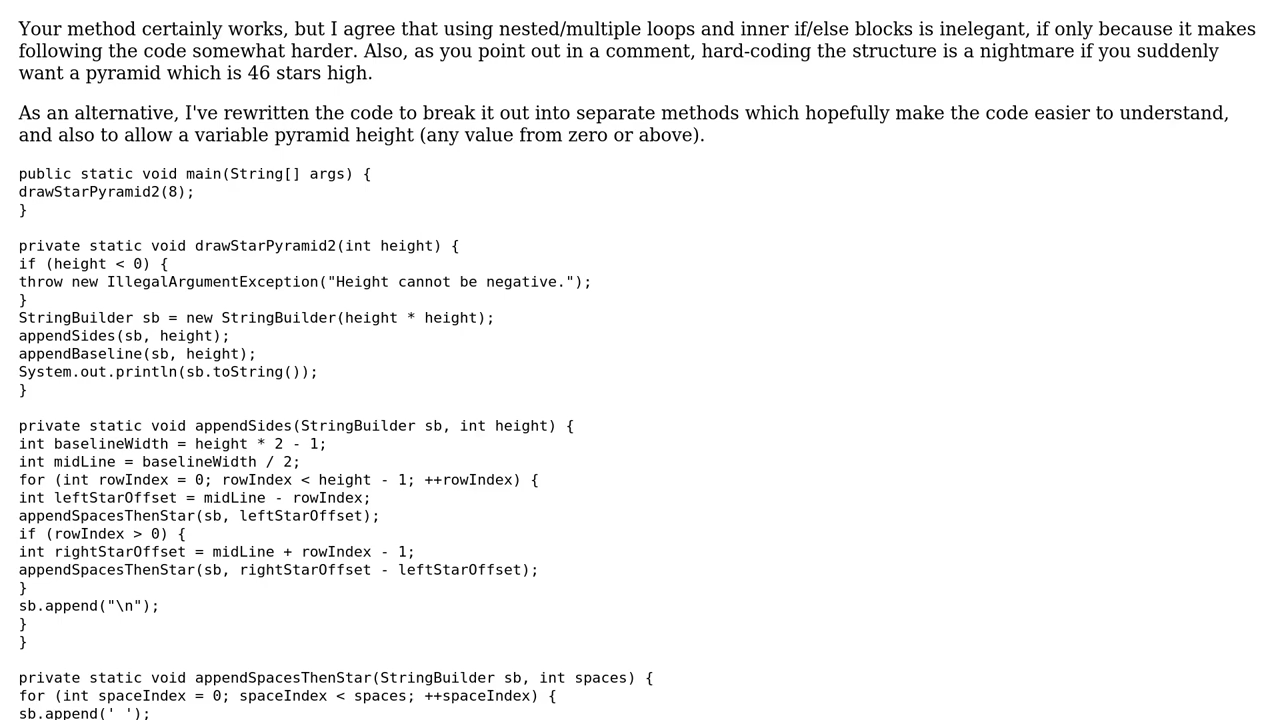 Your method certainly works, but I agree that using nested/multiple loops and inner if/else blocks is inelegant, if only because it makes
following the code somewhat harder. Also, as you point out in a comment, hard-coding the structure is a nightmare if you suddenly
want a pyramid which is 46 stars high.
As an alternative, I've rewritten the code to break it out into separate methods which hopefully make the code easier to understand,
and also to allow a variable pyramid height (any value from zero or above).
public static void main(String[] args) {
drawStarPyramid2(8);
}
private static void drawStarPyramid2(int height) {
if (height < 0) {
throw new IllegalArgumentException("Height cannot be negative.");
}
StringBuilder sb = new StringBuilder(height * height);
appendSides(sb, height);
appendBaseline(sb, height);
System.out.println(sb.toString());
}
private static void appendSides(StringBuilder sb, int height) {
int baselineWidth = height * 2 - 1;
int midLine = baselineWidth / 2;
for (int rowIndex = 0; rowIndex < height - 1; ++rowIndex) {
int leftStarOffset = midLine - rowIndex;
appendSpacesThenStar(sb, leftStarOffset);
if (rowIndex > 0) {
int rightStarOffset = midLine + rowIndex - 1;
appendSpacesThenStar(sb, rightStarOffset - leftStarOffset);
}
sb.append("\n");
}
}
private static void appendSpacesThenStar(StringBuilder sb, int spaces) {
for (int spaceIndex = 0; spaceIndex < spaces; ++spaceIndex) {
sb.append(' ');